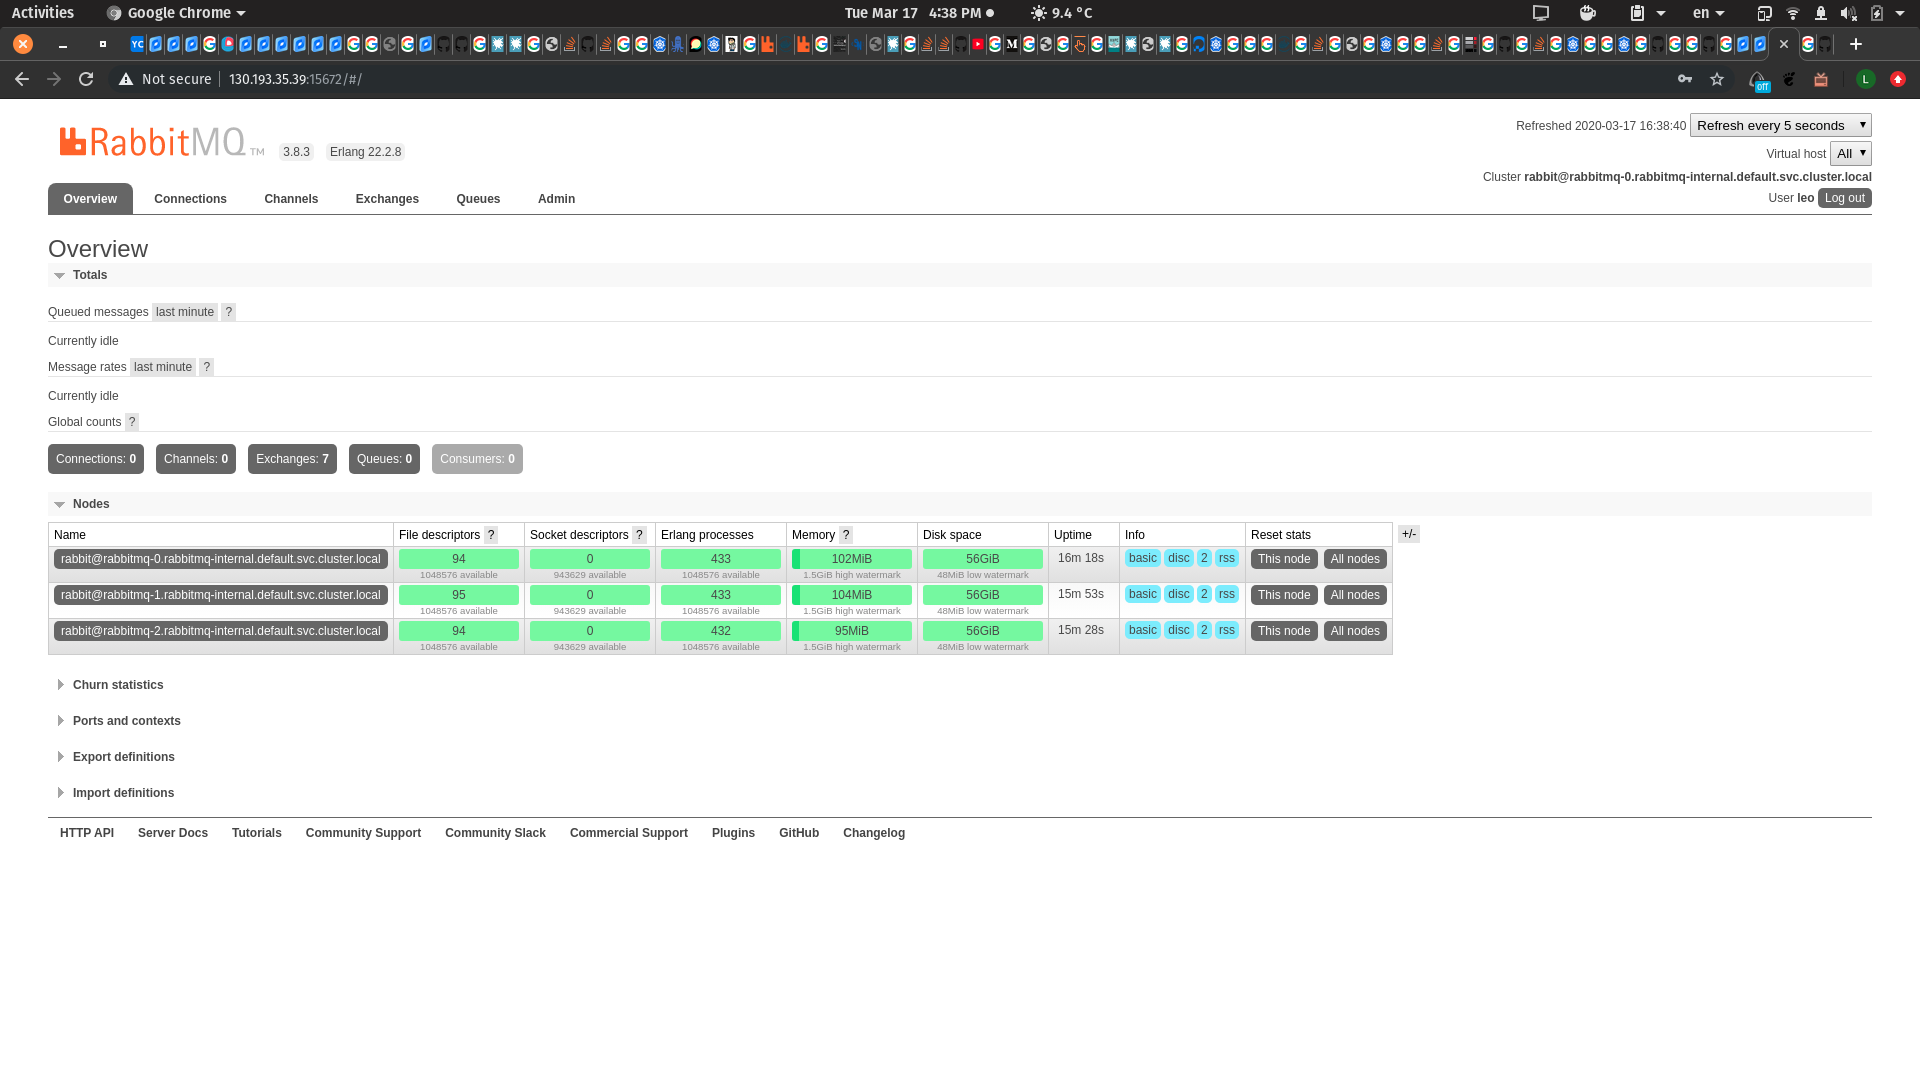 Activities Google Chrome Tue Mar 17 4:38 PM 9.4 °C en
Not secure 130.193.35.39:15672/#/ off L
RabbitMQ TM 3.8.3 Erlang 22.2.8
Refreshed 2020-03-17 16:38:40 Refresh every 5 seconds
Virtual host All
Cluster rabbit@rabbitmq-0.rabbitmq-internal.default.svc.cluster.local
User leo Log out
Overview Connections Channels Exchanges Queues Admin
Overview
Totals
Queued messages last minute ?
Currently idle
Message rates last minute ?
Currently idle
Global counts ?
Connections: 0 Channels: 0 Exchanges: 7 Queues: 0 Consumers: 0
Nodes
Name File descriptors ? Socket descriptors ? Erlang processes Memory ? Disk space Uptime Info Reset stats +/-
rabbit@rabbitmq-0.rabbitmq-internal.default.svc.cluster.local 94 0 433 102MiB 56GiB 16m 18s basic disc 2 rss This node All nodes
1048576 available 943629 available 1048576 available 1.5GiB high watermark 48MiB low watermark
rabbit@rabbitmq-1.rabbitmq-internal.default.svc.cluster.local 95 0 433 104MiB 56GiB 15m 53s basic disc 2 rss This node All nodes
1048576 available 943629 available 1048576 available 1.5GiB high watermark 48MiB low watermark
rabbit@rabbitmq-2.rabbitmq-internal.default.svc.cluster.local 94 0 432 95MiB 56GiB 15m 28s basic disc 2 rss This node All nodes
1048576 available 943629 available 1048576 available 1.5GiB high watermark 48MiB low watermark
Churn statistics
Ports and contexts
Export definitions
Import definitions
HTTP API Server Docs Tutorials Community Support Community Slack Commercial Support Plugins GitHub Changelog